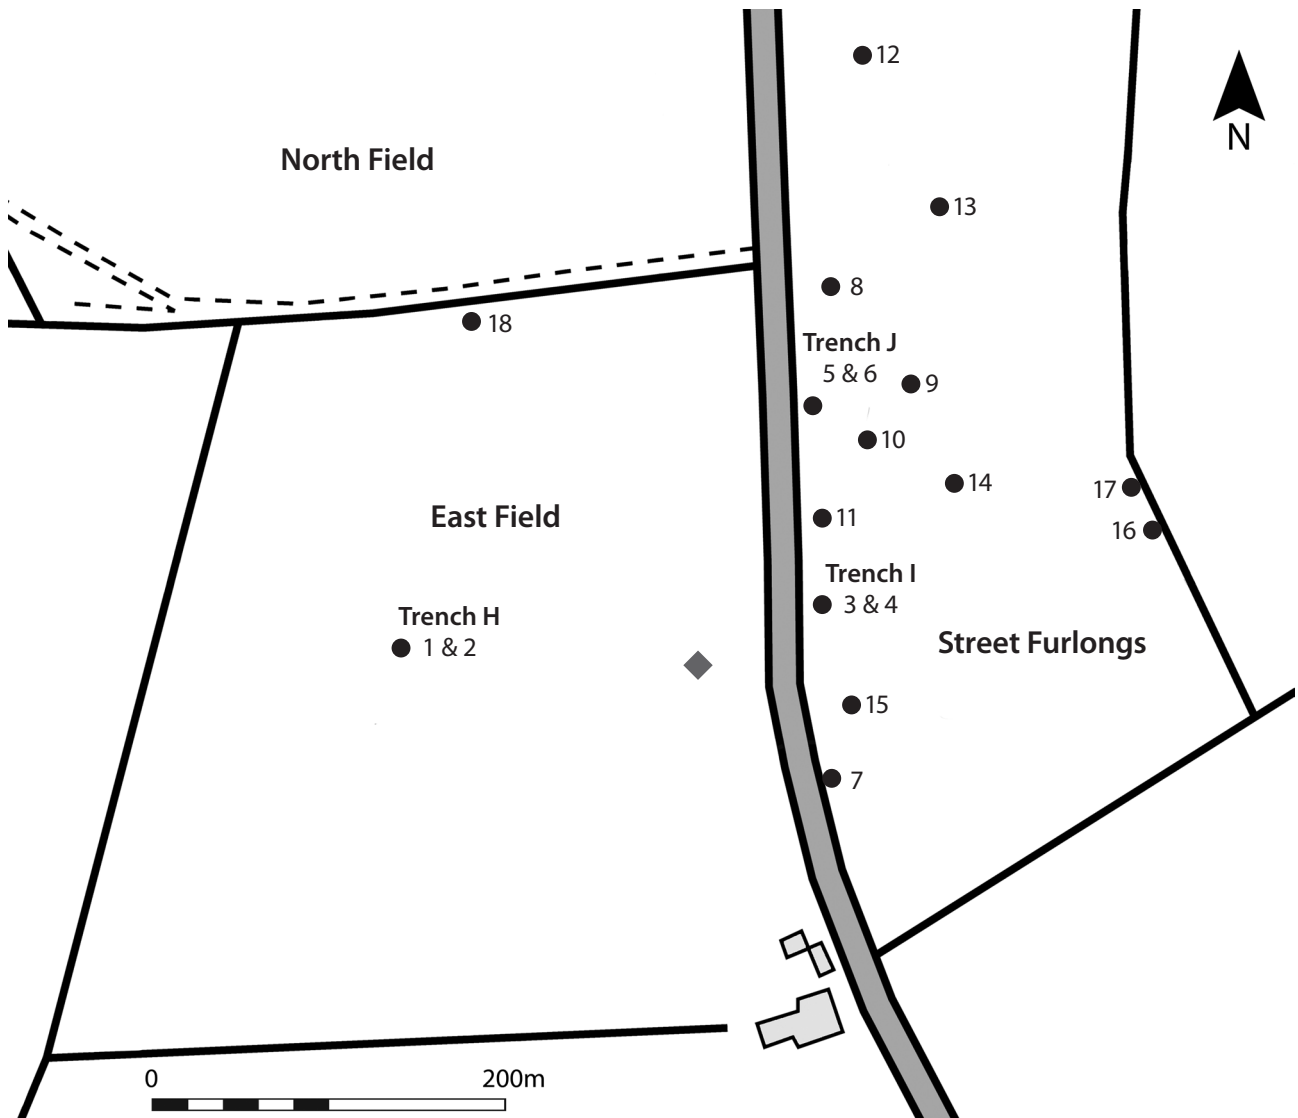 12
N
North Field
13
8
18
Trench J
5 & 6
9
10
14
17
11
East Field
16
Trench I
3 & 4
Trench H
1 & 2
Street Furlongs
15
7
0
200m